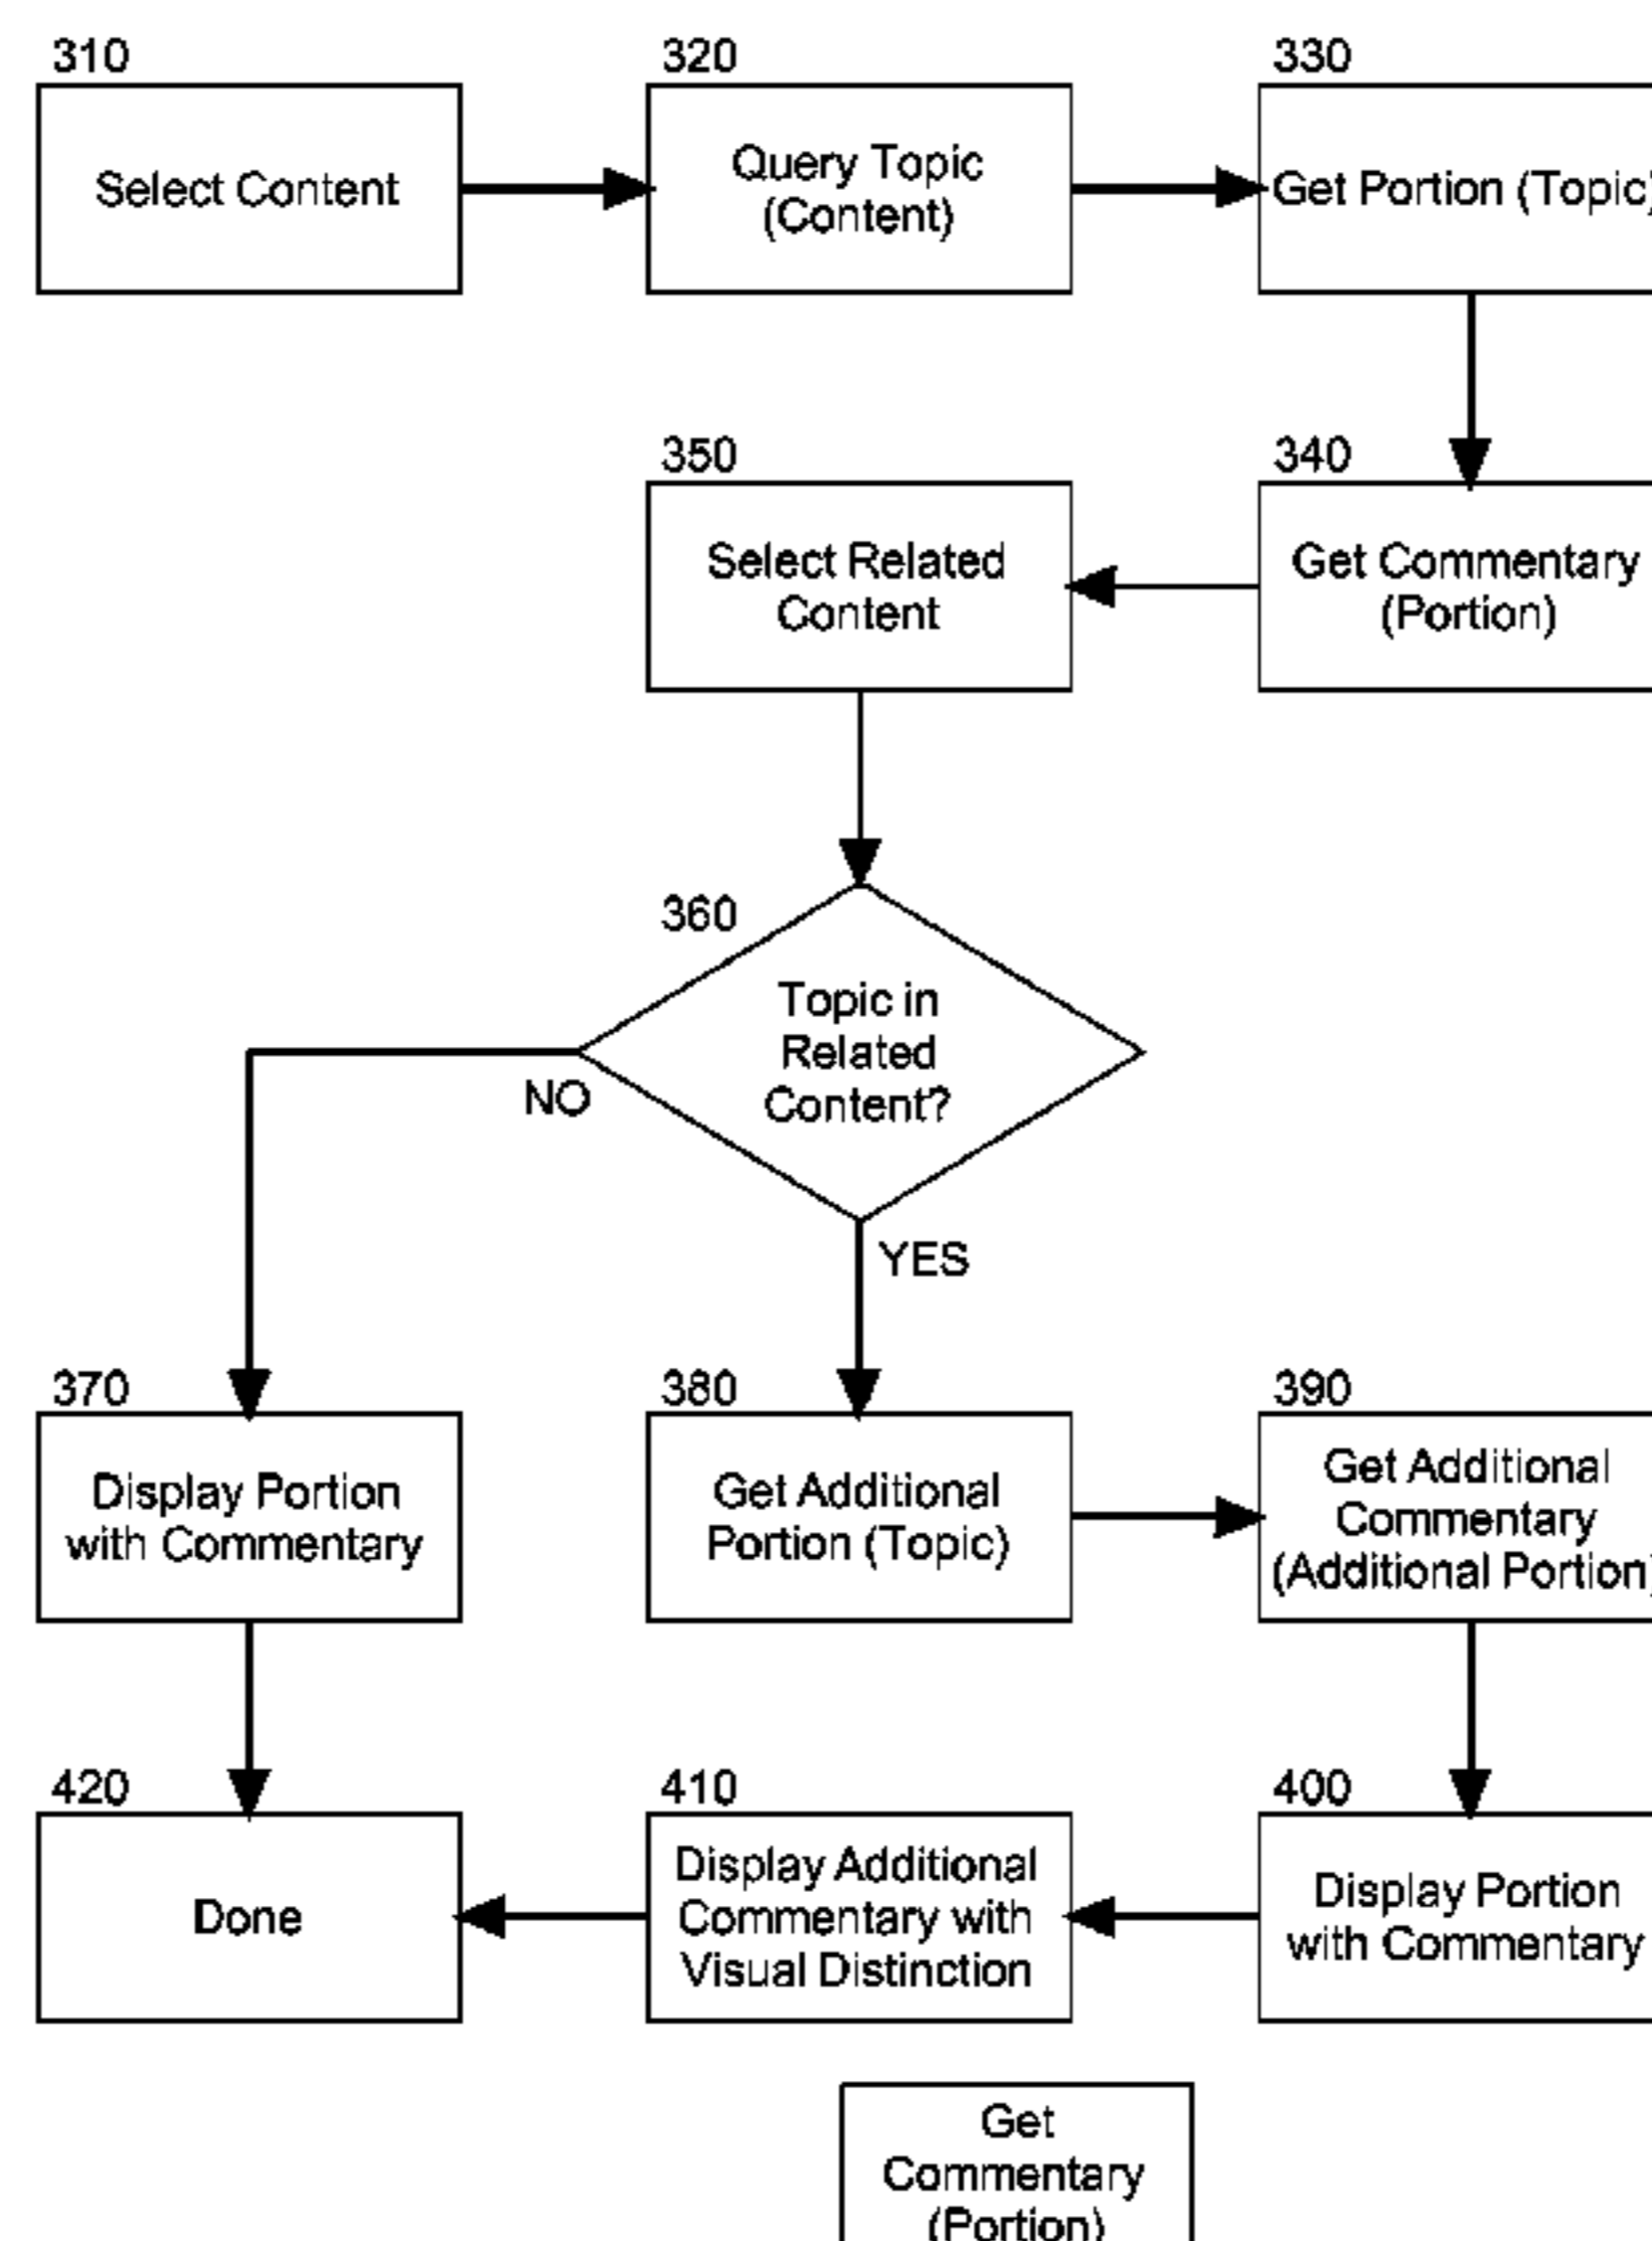 310
Select Content
320
Query Topic
(Content)
330
Get Portion (Topic)
340
Get Commentary
(Portion)
350
Select Related
Content
360
Topic in
Related
Content?
NO
YES
370
Display Portion
with Commentary
380
Get Additional
Portion (Topic)
390
Get Additional
Commentary
(Additional Portion)
400
Display Portion
with Commentary
410
Display Additional
Commentary with
Visual Distinction
420
Done
Get
Commentary
(Portion)